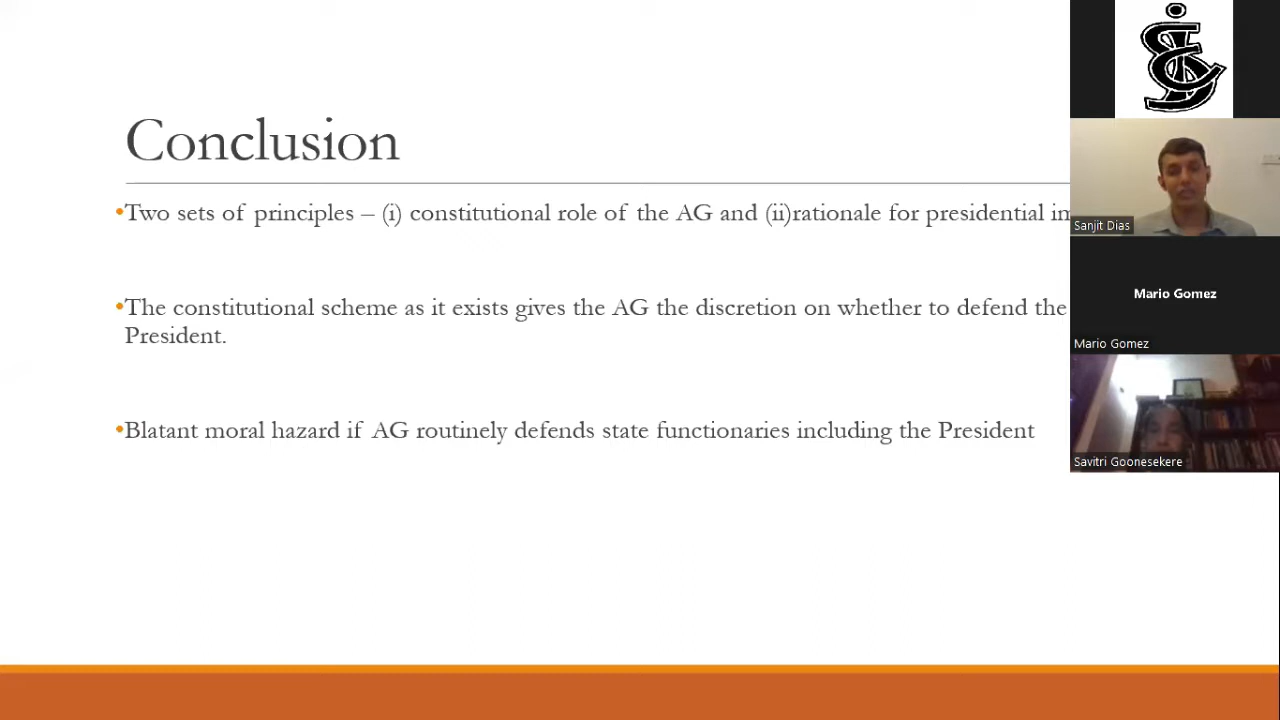 Conclusion
•Two sets of principles – (i) constitutional role of the AG and (ii)rationale for presidential
•The constitutional scheme as it exists gives the AG the discretion on whether to defend the
President.
•Blatant moral hazard if AG routinely defends state functionaries including the President
Sanjit Dias
Mario Gomez
Mario Gomez
Savitri Goonesekere